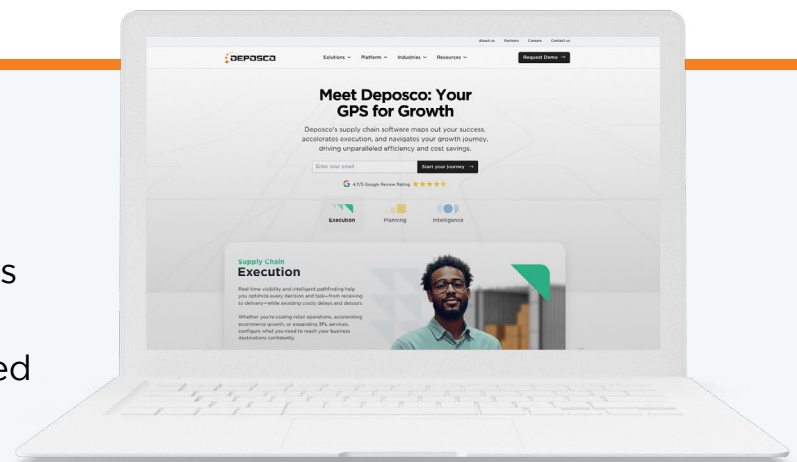 About us Partners Careers Contact us
DEPOSCO Solutions Platform Industries Resources Request Demo →
Meet Deposco: Your
GPS for Growth
Deposco's supply chain software maps out your success,
accelerates execution, and navigates your growth journey,
driving unparalleled efficiency and cost savings.
Enter your email Start your journey →
G 4.7/5 Google Review Rating
Execution Planning Intelligence
Supply Chain
Execution
Real-time visibility and intelligent pathfinding help
you optimize every decision and task—from receiving
to delivery—while avoiding costly delays and detours.
Whether you're scaling retail operations, accelerating
ecommerce growth, or expanding 3PL services,
configure what you need to reach your business
destinations confidently.
s
ed